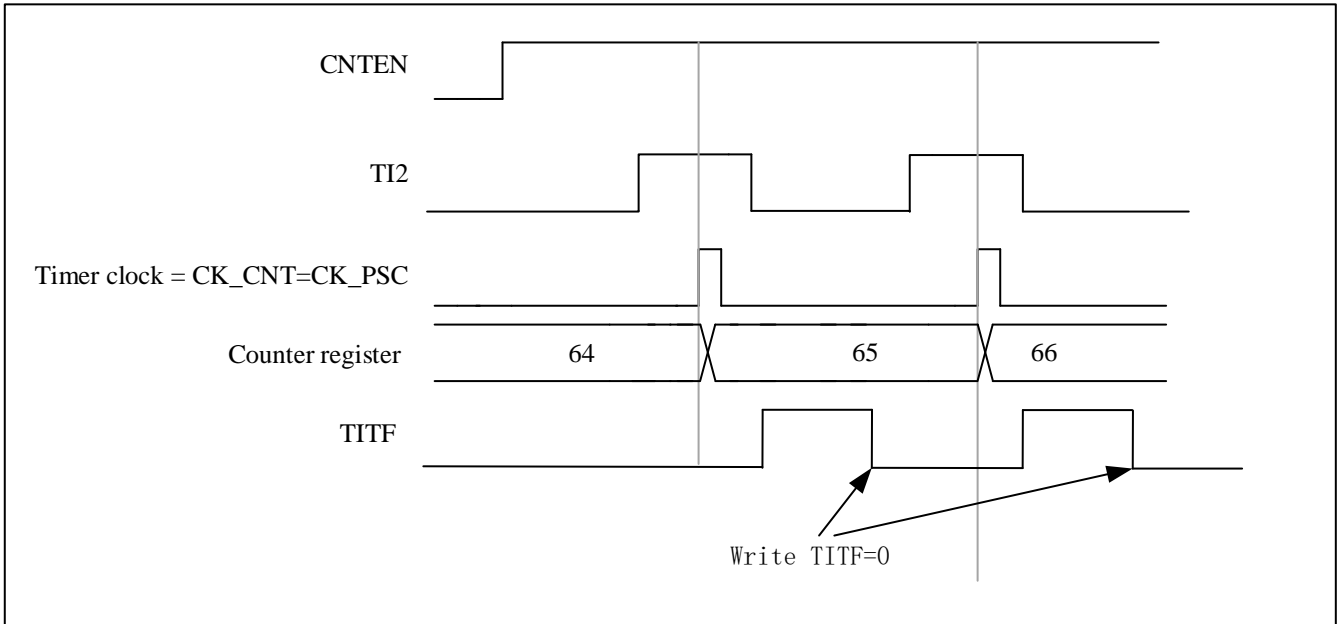 CNTEN
TI2
Timer clock = CK_CNT=CK_PSC
Counter register 64 65 66
TITF
Write TITF=0